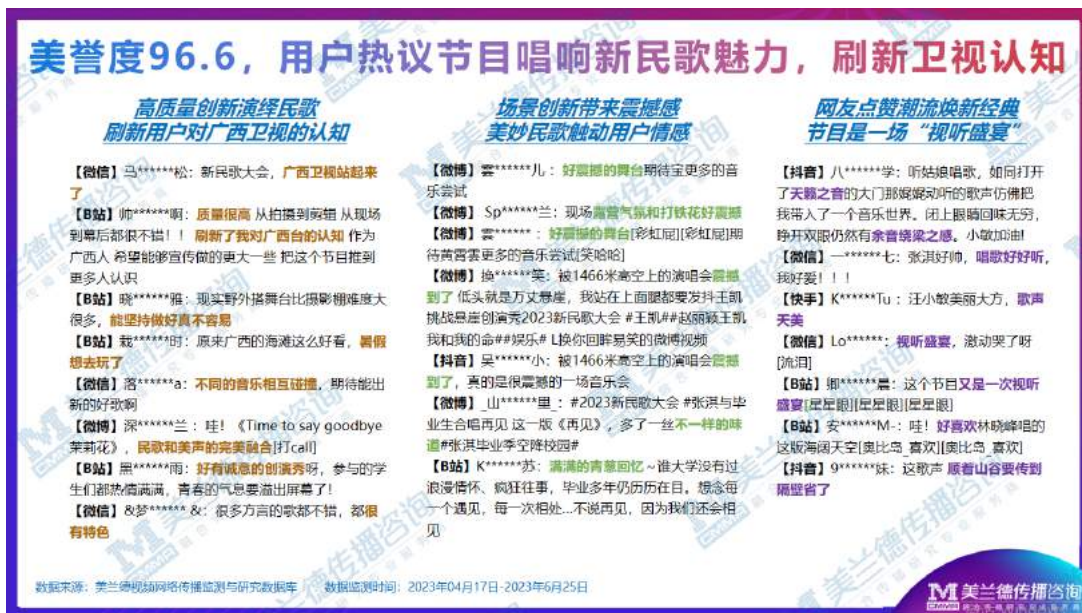 美誉度96.6，用户热议节目唱响新民歌魅力，刷新卫视认知
高质量创新演绎民歌
刷新用户对广西卫视的认知
【微信】马******松：新民歌大会，广西卫视站起来
了
【B站】帅******啊：质量很高 从拍摄到剪辑 从现场
到幕后都很不错！！ 刷新了我对广西台的认知 作为
广西人 希望能够宣传做的更大一些 把这个节目推到
更多人认识
【B站】晓******雅：现实野外搭舞台比摄影棚难度大
很多，能坚持做好真不容易
【B站】栽******时：原来广西的海滩这么好看，暑假
想去玩了
【微信】落******a：不同的音乐相互碰撞，期待能出
新的好歌啊
【微博】深******兰：哇！《Time to say goodbye
茉莉花》，民歌和美声的完美融合[打call]
【B站】黑******雨：好有诚意的创演秀呀，参与的学
生们都热情满满，青春的气息要溢出屏幕了！
【微信】&梦****** &：很多方言的歌都不错，都很
有特色
场景创新带来震撼感
美妙民歌触动用户情感
【微博】雲******儿：好震撼的舞台期待宝更多的音
乐尝试
【微博】Sp******兰：现场露营气氛和打铁花好震撼
【微博】雲******：好震撼的舞台[彩虹屁][彩虹屁]期
待黄霄雲更多的音乐尝试[笑哈哈]
【微博】换******笑：被1466米高空上的演唱会震撼
到了 低头就是万丈悬崖，我站在上面腿都要发抖王凯
挑战悬崖创演秀2023新民歌大会 #王凯##赵丽颖王凯
我和我的命##娱乐# L换你回眸易笑的微博视频
【抖音】吴******小：被1466米高空上的演唱会震撼
到了，真的是很震撼的一场音乐会
【微博】_山******里_：#2023新民歌大会 #张淇与毕
业生合唱再见 这一版《再见》，多了一丝不一样的味
道#张淇毕业季空降校园#
【B站】K******苏：满满的青葱回忆～谁大学没有过
浪漫情怀、疯狂往事，毕业多年仍历历在目。想念每
一个遇见，每一次相处...不说再见，因为我们还会相
见
网友点赞潮流焕新经典
节目是一场“视听盛宴”
【抖音】八******学：听姑娘唱歌，如同打开
了天籁之音的大门那娓娓动听的歌声仿佛把
我带入了一个音乐世界。闭上眼睛回味无穷，
睁开双眼仍然有余音绕梁之感。小敏加油!
【微信】一******七：张淇好帅，唱歌好好听，
我好爱！！！
【快手】K******Tu：汪小敏美丽大方，歌声
天美
【微信】Lo******：视听盛宴，激动哭了呀
[流泪]
【B站】卿******晨：这个节目又是一次视听
盛宴[星星眼][星星眼][星星眼]
【B站】安******M-：哇！好喜欢林晓峰唱的
这版海阔天空[奥比岛_喜欢][奥比岛_喜欢]
【抖音】9******妹：这歌声 顺着山谷要传到
隔壁省了
数据来源：美兰德视频网络传播监测与研究数据库 数据监测时间：2023年04月17日-2023年6月25日
美兰德传播咨询